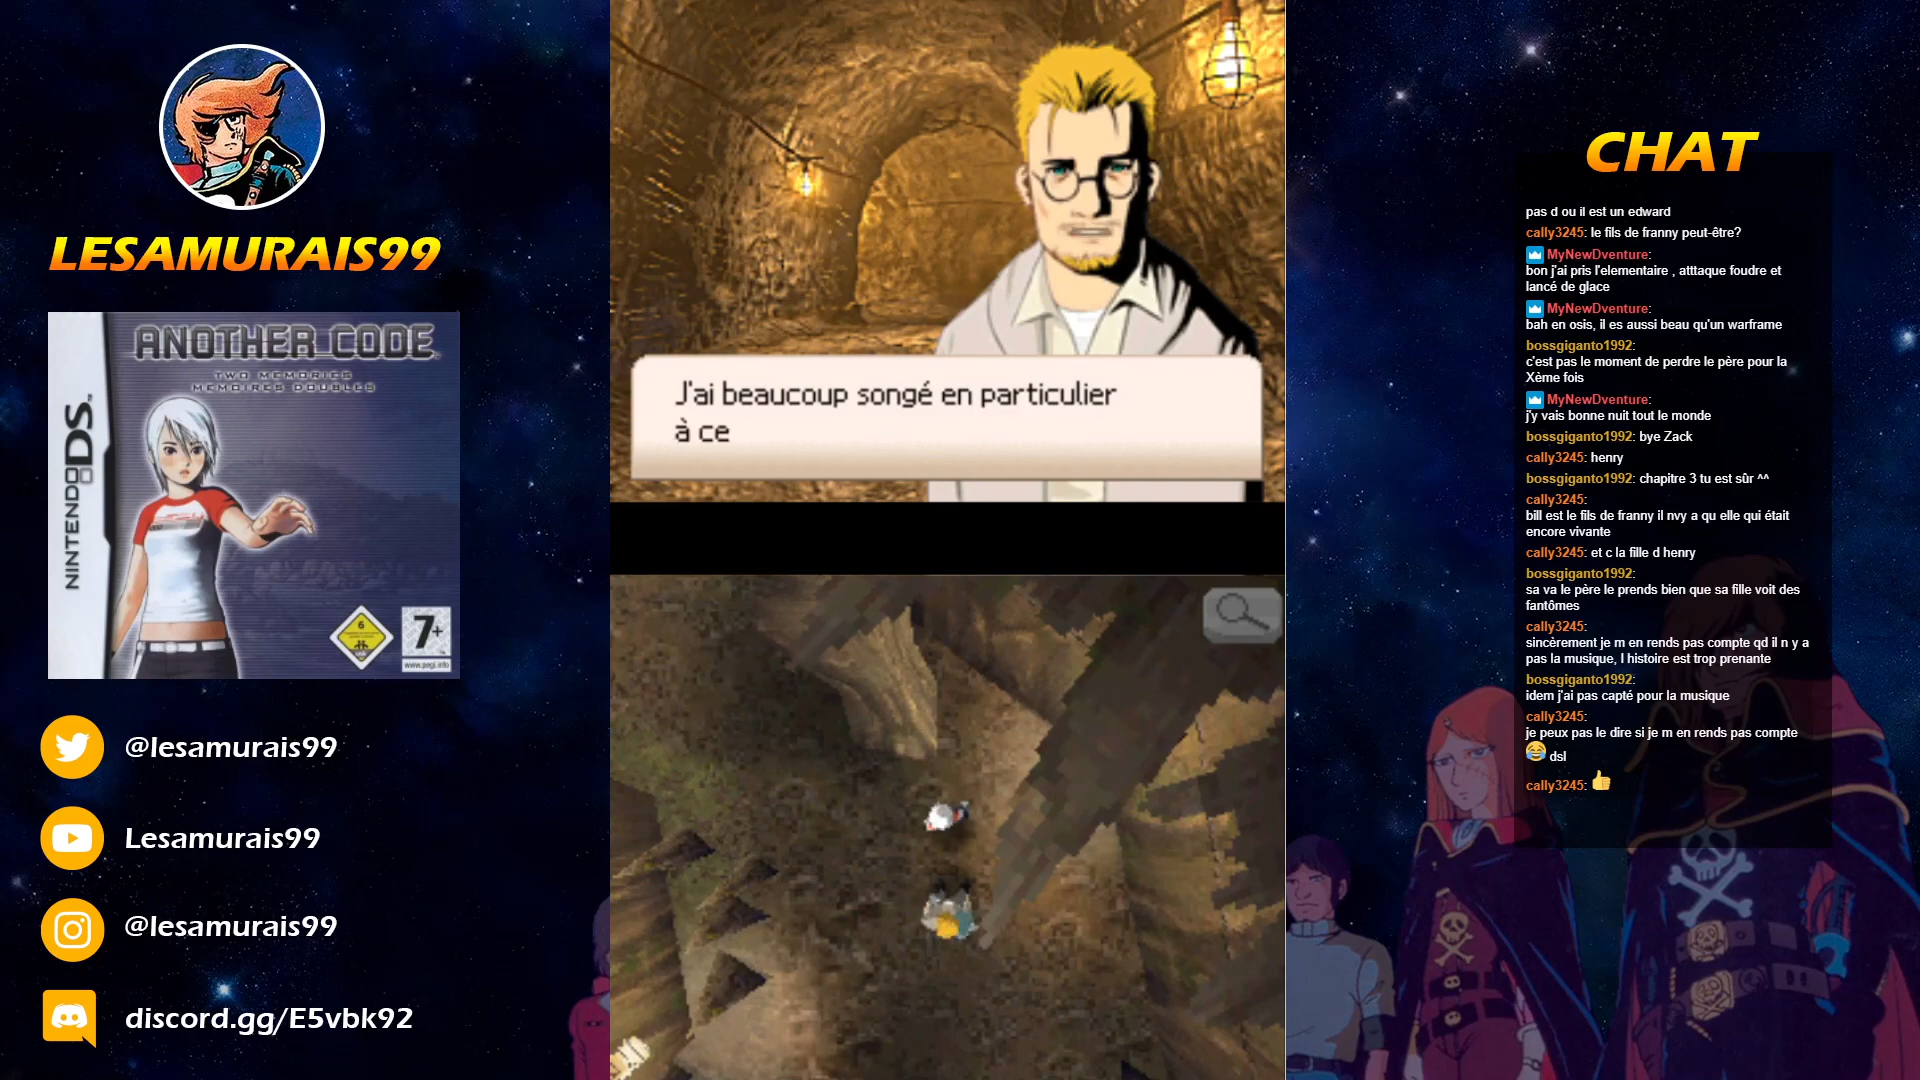 LESAMURAIS99
NINTENDO DS
ANOTHER CODE
TWO MEMORIES
MEMOIRES DOUBLES
6
7+
www.pegi.info
@lesamurais99
Lesamurais99
@lesamurais99
discord.gg/E5vbk92
J'ai beaucoup songé en particulier
à ce
CHAT
pas d ou il est un edward
cally3245: le fils de franny peut-être?
MyNewDventure:
bon j'ai pris l'elementaire , atttaque foudre et
lancé de glace
MyNewDventure:
bah en osis, il es aussi beau qu'un warframe
bossgiganto1992:
c'est pas le moment de perdre le père pour la
Xème fois
MyNewDventure:
j'y vais bonne nuit tout le monde
bossgiganto1992: bye Zack
cally3245: henry
bossgiganto1992: chapitre 3 tu est sûr ^^
cally3245:
bill est le fils de franny il nvy a qu elle qui était
encore vivante
cally3245: et c la fille d henry
bossgiganto1992:
sa va le père le prends bien que sa fille voit des
fantômes
cally3245:
sincèrement je m en rends pas compte qd il n y a
pas la musique, l histoire est trop prenante
bossgiganto1992:
idem j'ai pas capté pour la musique
cally3245:
je peux pas le dire si je m en rends pas compte
😂 dsl
cally3245: 👍